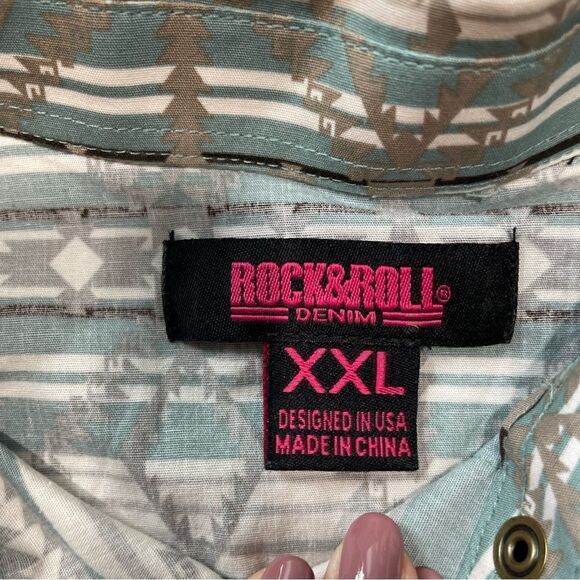 ROCK&ROLL®
DENIM
XXL
DESIGNED IN USA
MADE IN CHINA